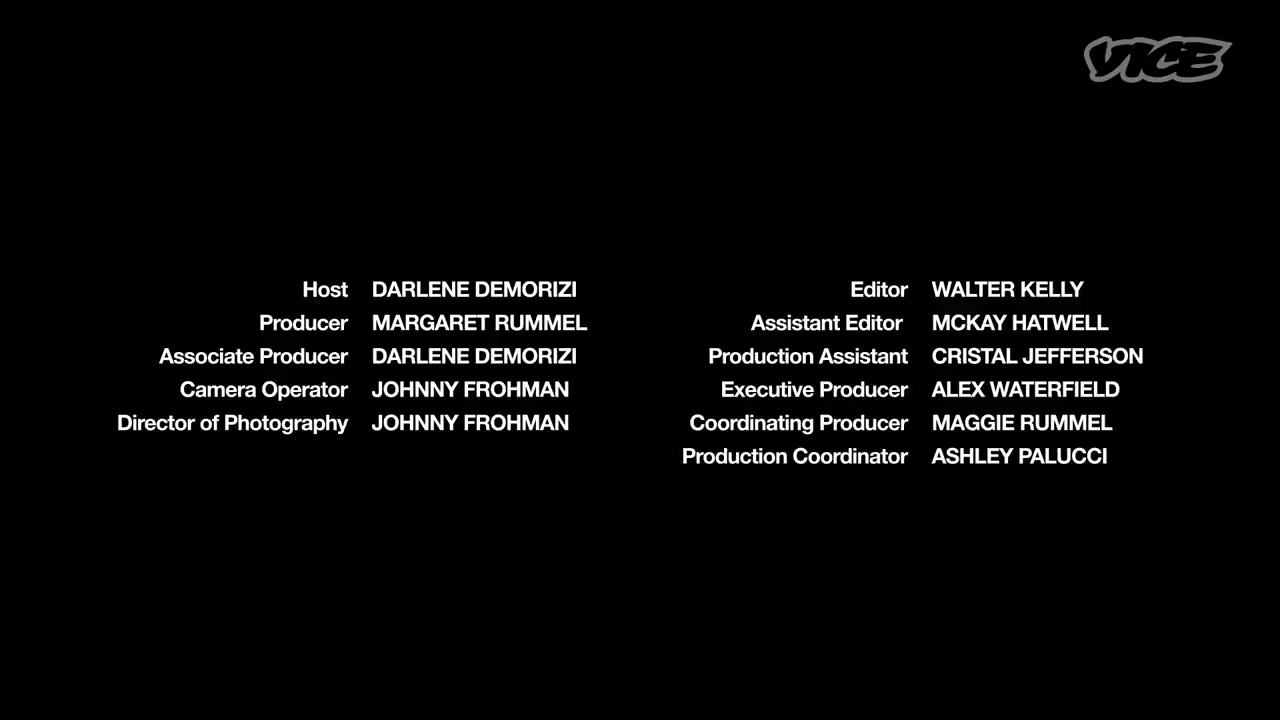 VICE
Host DARLENE DEMORIZI
Producer MARGARET RUMMEL
Associate Producer DARLENE DEMORIZI
Camera Operator JOHNNY FROHMAN
Director of Photography JOHNNY FROHMAN
Editor WALTER KELLY
Assistant Editor MCKAY HATWELL
Production Assistant CRISTAL JEFFERSON
Executive Producer ALEX WATERFIELD
Coordinating Producer MAGGIE RUMMEL
Production Coordinator ASHLEY PALUCCI